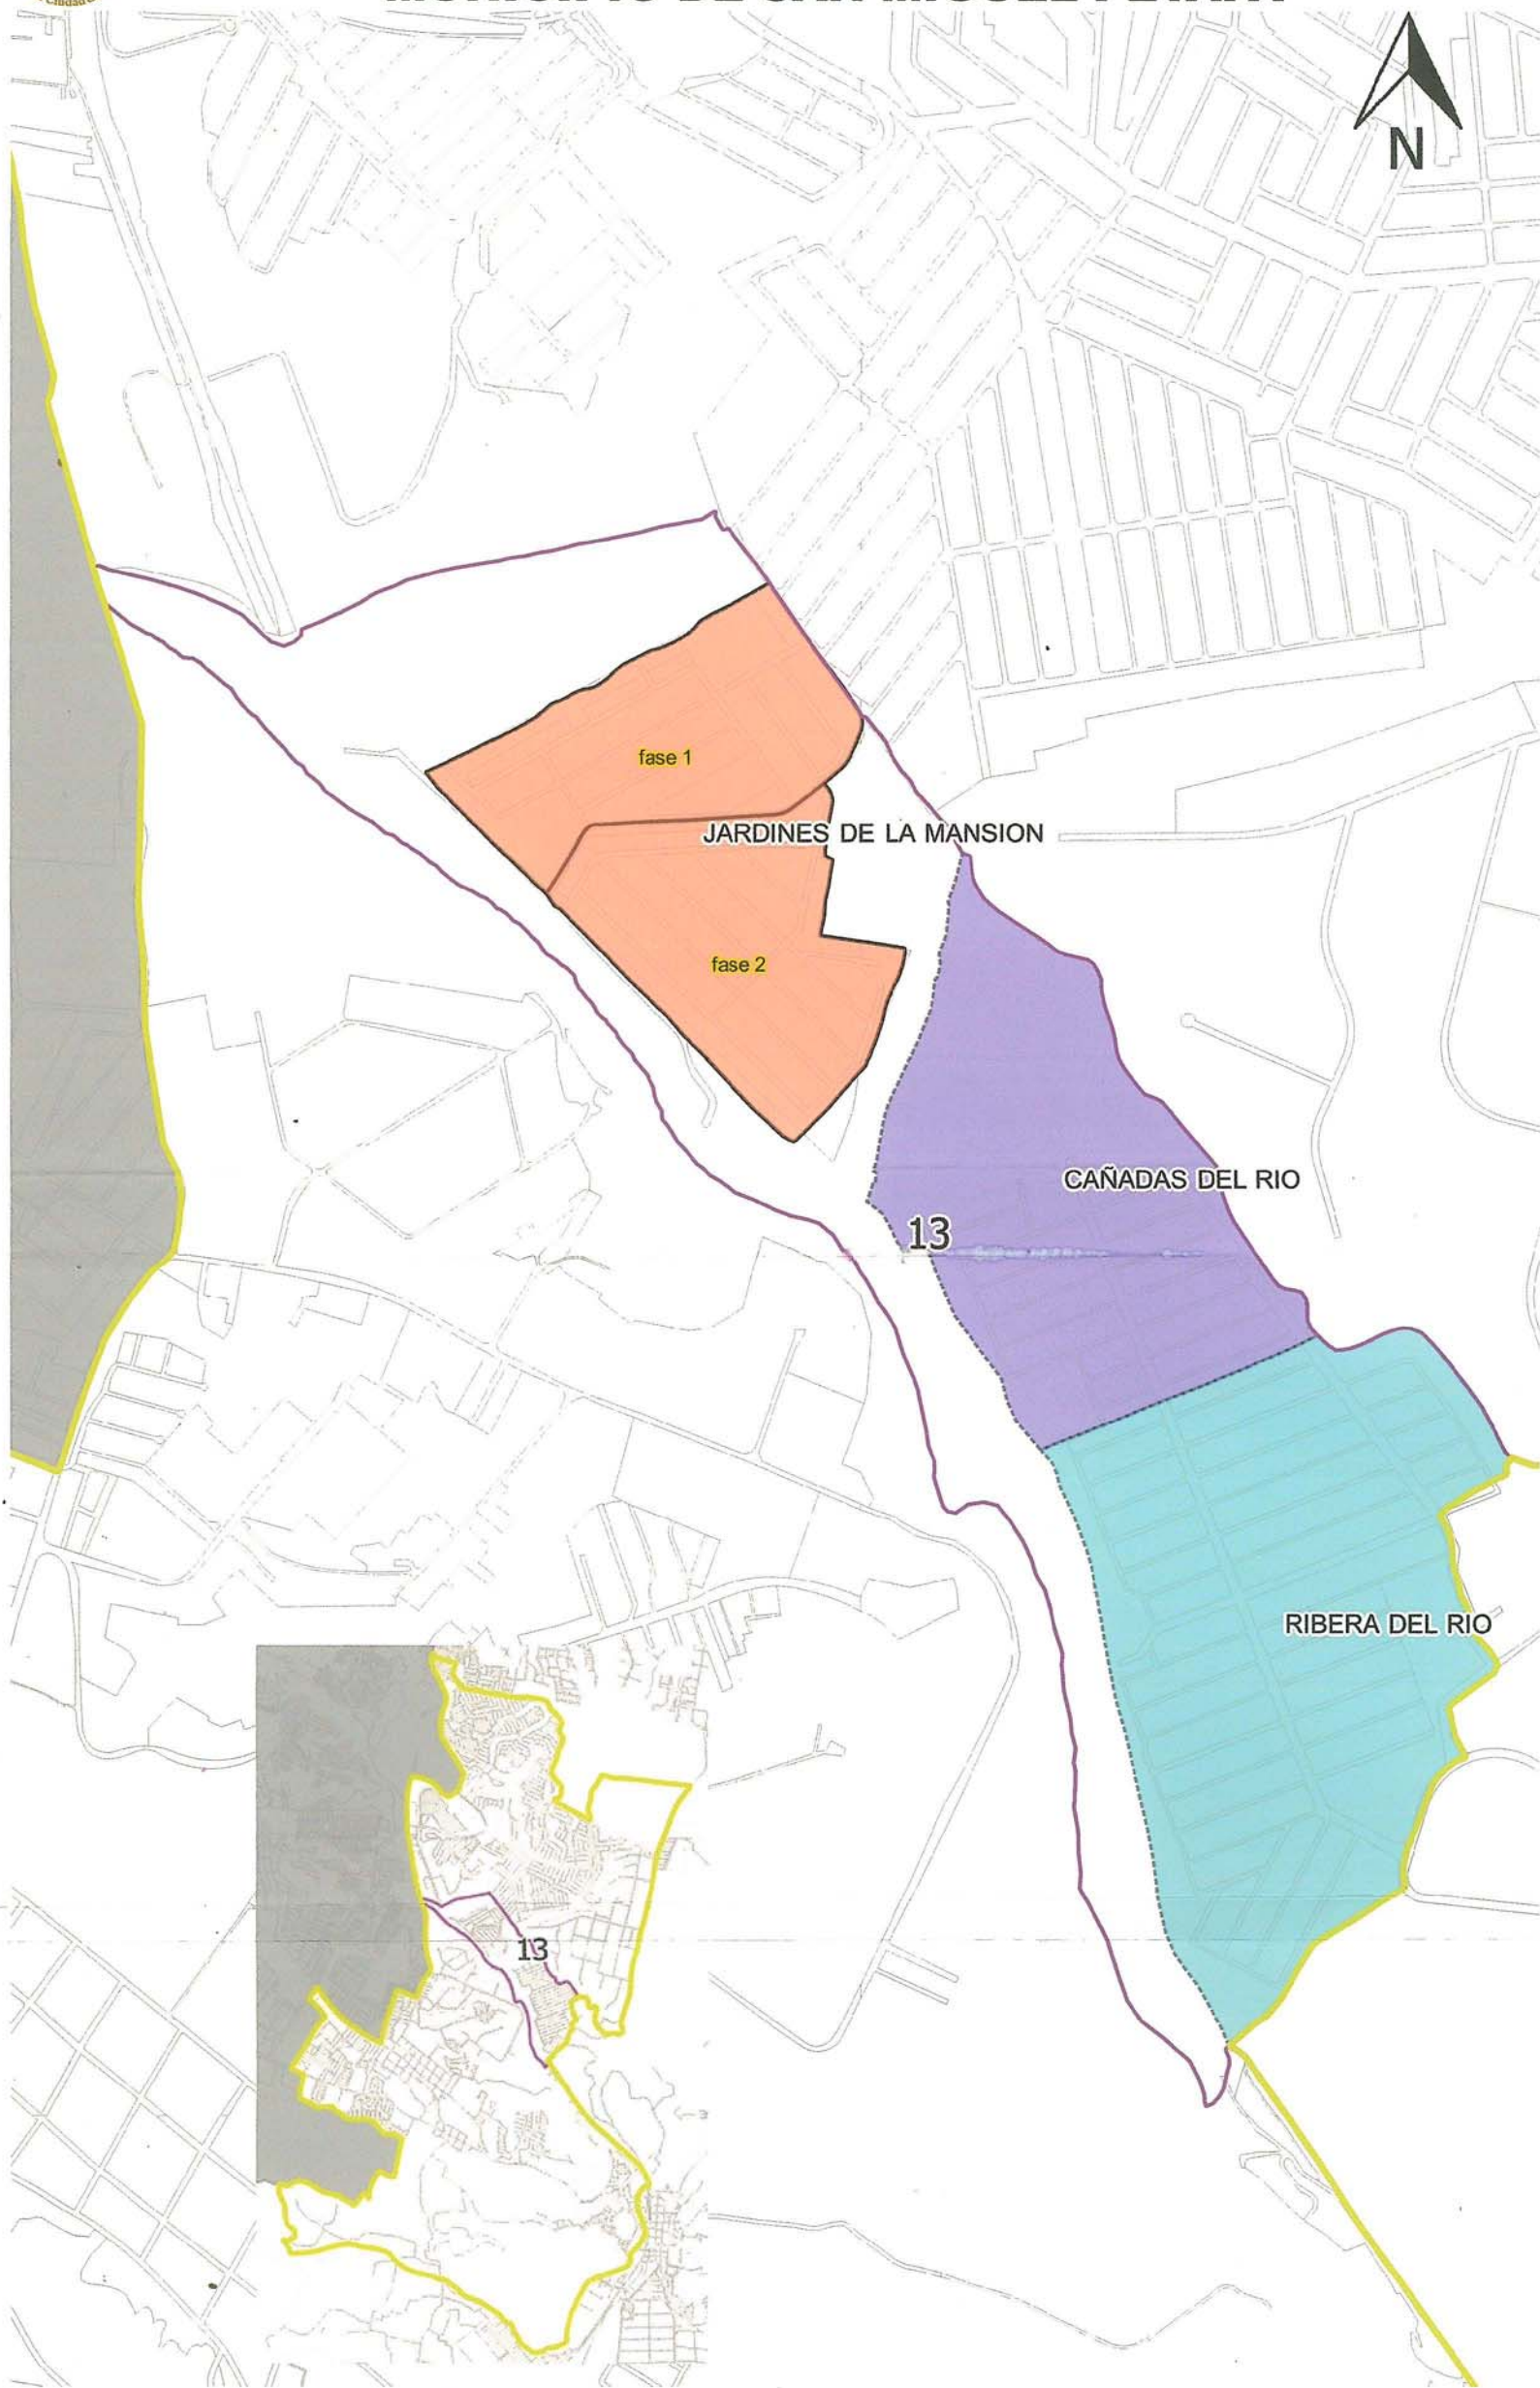 N
fase 1
JARDINES DE LA MANSION
fase 2
CAÑADAS DEL RIO
13
RIBERA DEL RIO
13